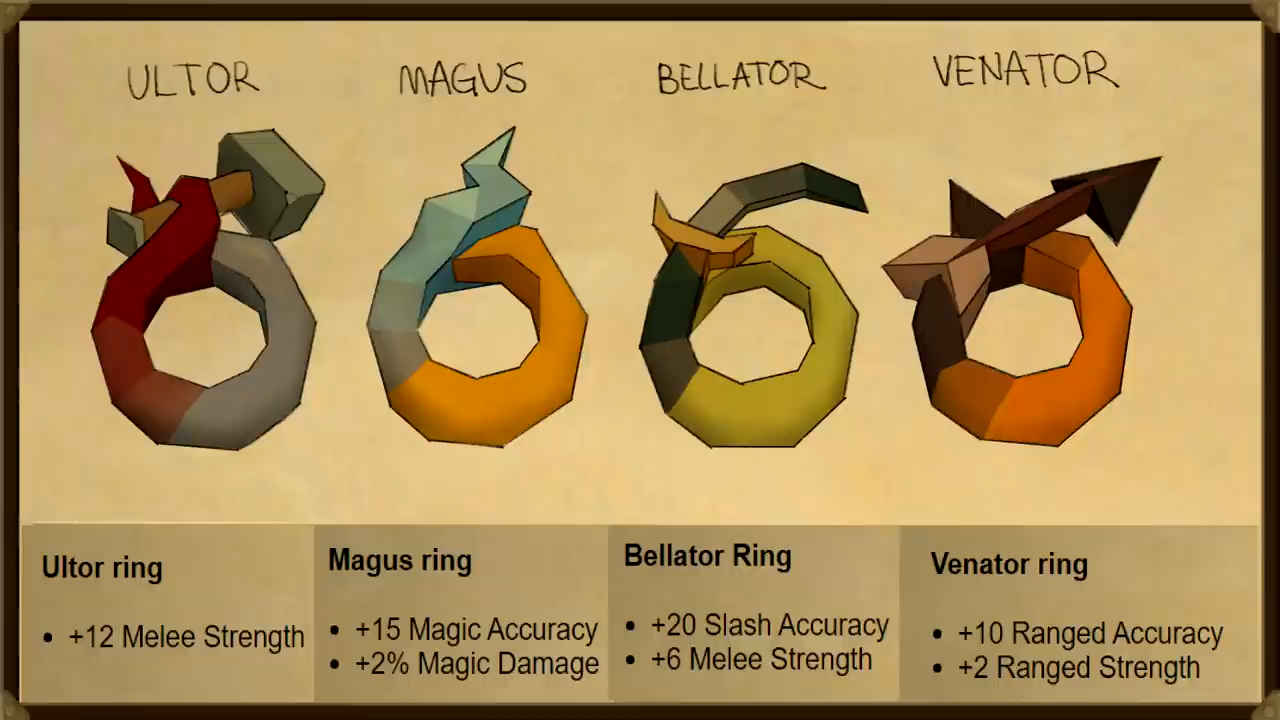 ULTOR
MAGUS
BELLATOR
VENATOR
Ultor ring
• +12 Melee Strength
Magus ring
• +15 Magic Accuracy
• +2% Magic Damage
Bellator Ring
• +20 Slash Accuracy
• +6 Melee Strength
Venator ring
• +10 Ranged Accuracy
• +2 Ranged Strength